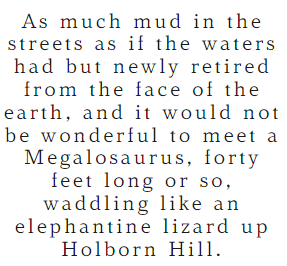 As much mud in the
streets as if the waters
had but newly retired
from the face of the
earth, and it would not
be wonderful to meet a
Megalosaurus, forty
feet long or so,
waddling like an
elephantine lizard up
Holborn Hill.